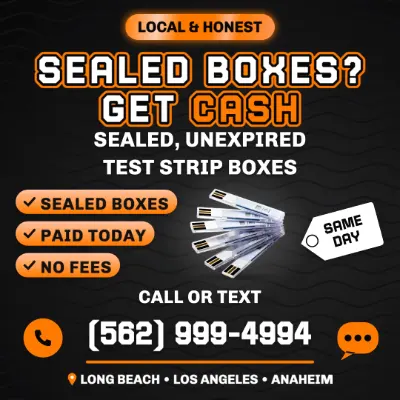 LOCAL & HONEST
SEALED BOXES?
GET CASH
SEALED, UNEXPIRED
TEST STRIP BOXES
SEALED BOXES
PAID TODAY
NO FEES
SAME
DAY
CALL OR TEXT
(562) 999-4994
LONG BEACH • LOS ANGELES • ANAHEIM